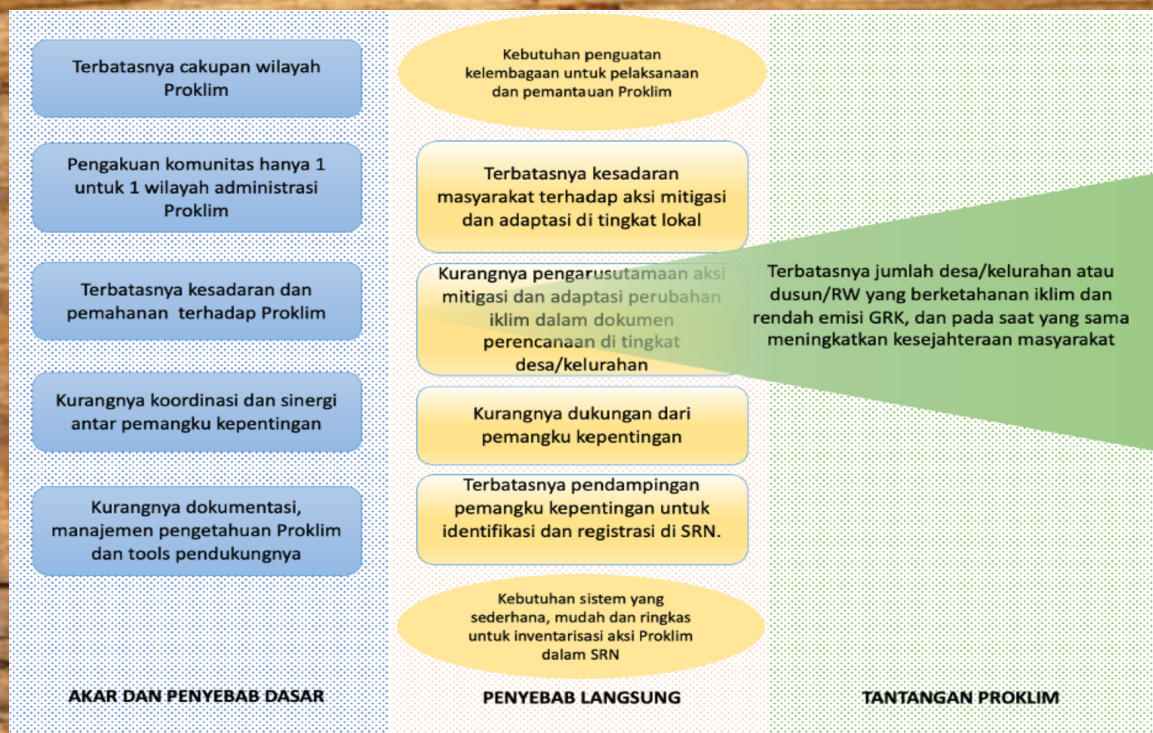 Terbatasnya cakupan wilayah
Proklim
Pengakuan komunitas hanya 1
untuk 1 wilayah administrasi
Proklim
Terbatasnya kesadaran dan
pemahanan terhadap Proklim
Kurangnya koordinasi dan sinergi
antar pemangku kepentingan
Kurangnya dokumentasi,
manajemen pengetahuan Proklim
dan tools pendukungnya
AKAR DAN PENYEBAB DASAR
Kebutuhan penguatan
kelembagaan untuk pelaksanaan
dan pemantauan Proklim
Terbatasnya kesadaran
masyarakat terhadap aksi mitigasi
dan adaptasi di tingkat lokal
Kurangnya pengarusutamaan aksi
mitigasi dan adaptasi perubahan
iklim dalam dokumen
perencanaan di tingkat
desa/kelurahan
Kurangnya dukungan dari
pemangku kepentingan
Terbatasnya pendampingan
pemangku kepentingan untuk
identifikasi dan registrasi di SRN.
Kebutuhan sistem yang
sederhana, mudah dan ringkas
untuk inventarisasi aksi Proklim
dalam SRN
PENYEBAB LANGSUNG
Terbatasnya jumlah desa/kelurahan atau
dusun/RW yang berketahanan iklim dan
rendah emisi GRK, dan pada saat yang sama
meningkatkan kesejahteraan masyarakat
TANTANGAN PROKLIM